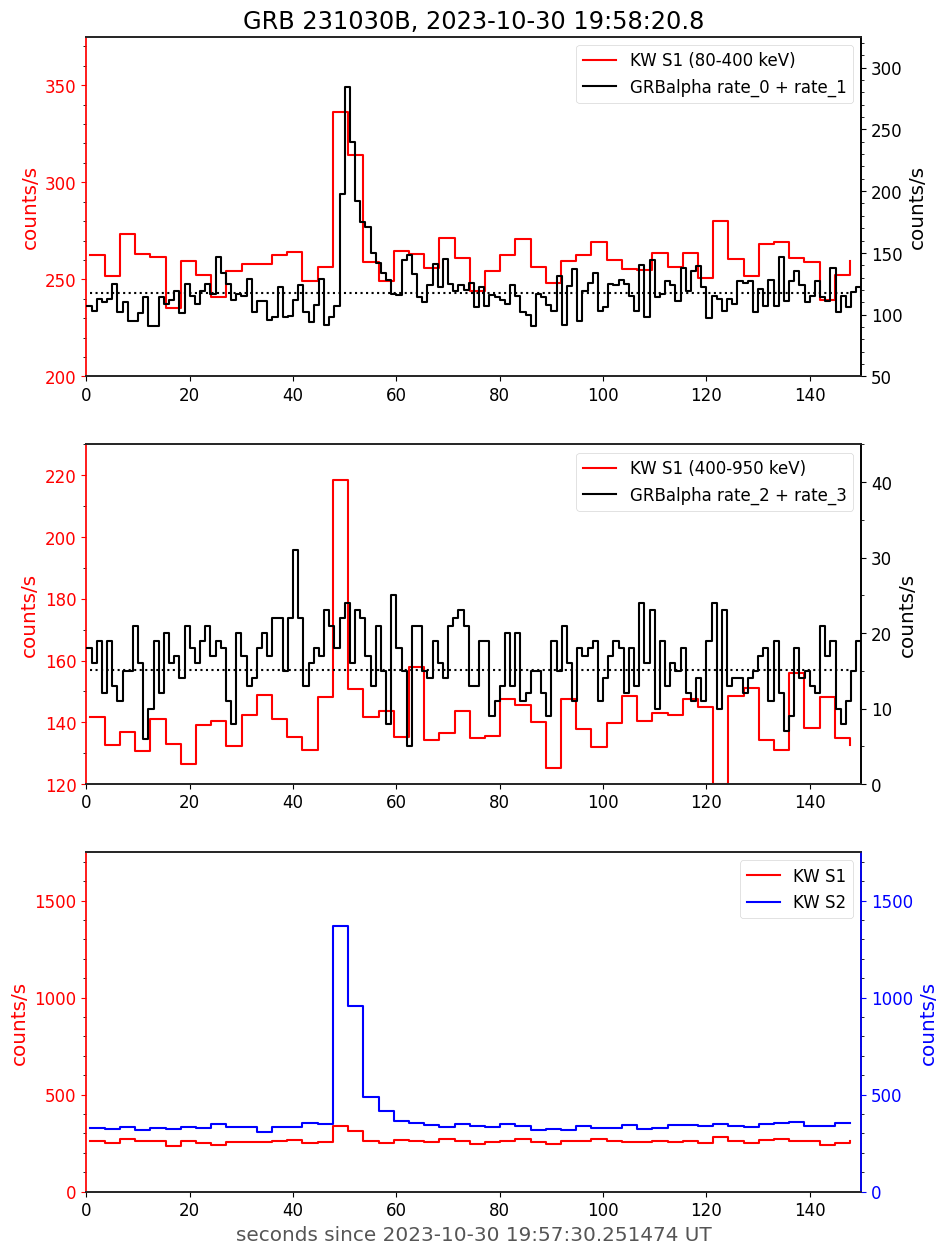 GRB 231030B, 2023-10-30 19:58:20.8
KW S1 (80-400 keV)
GRBalpha rate_0 + rate_1
350
300
250
200
counts/s
300
250
200
150
100
50
counts/s
0 20 40 60 80 100 120 140
KW S1 (400-950 keV)
GRBalpha rate_2 + rate_3
220
200
180
160
140
120
counts/s
40
30
20
10
0
counts/s
0 20 40 60 80 100 120 140
KW S1
KW S2
1500
1000
500
0
counts/s
1500
1000
500
0
counts/s
0 20 40 60 80 100 120 140
seconds since 2023-10-30 19:57:30.251474 UT